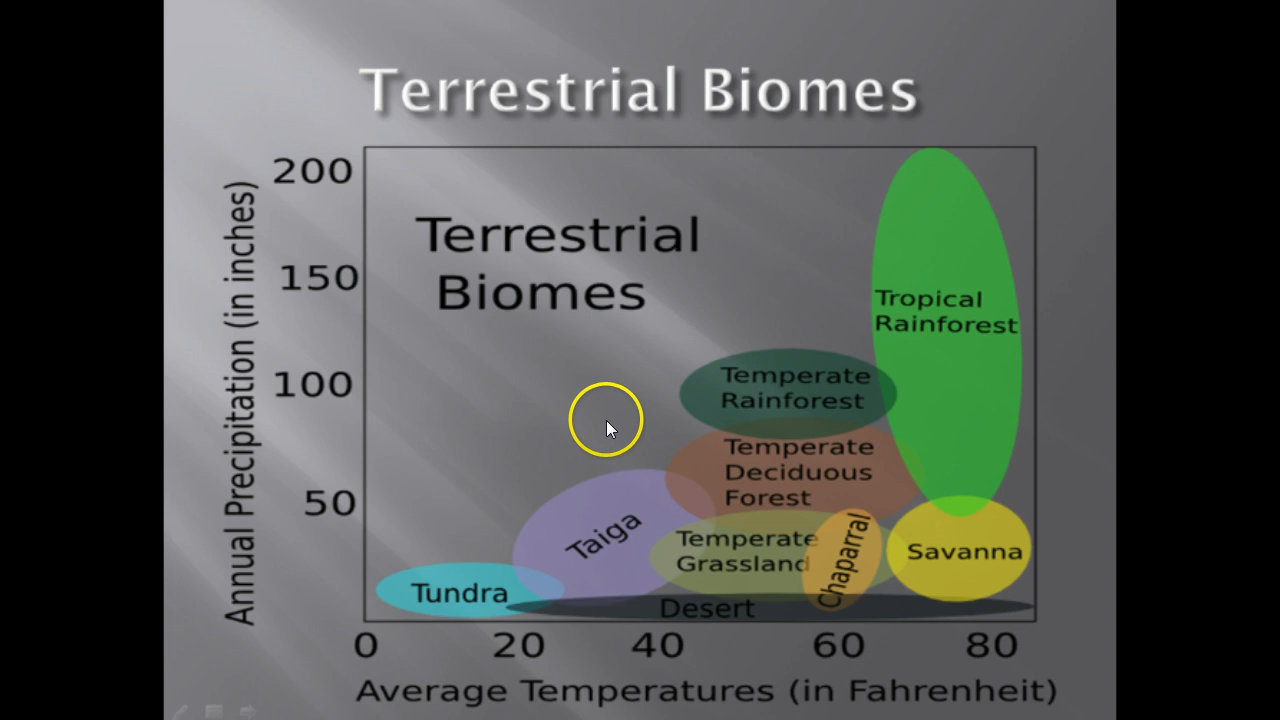 Terrestrial Biomes
200
150
100
50
Annual Precipitation (in inches)
Terrestrial
Biomes
Tropical
Rainforest
Temperate
Rainforest
Temperate
Deciduous
Forest
Taiga
Temperate
Grassland
Chaparral
Savanna
Tundra
Desert
0 20 40 60 80
Average Temperatures (in Fahrenheit)